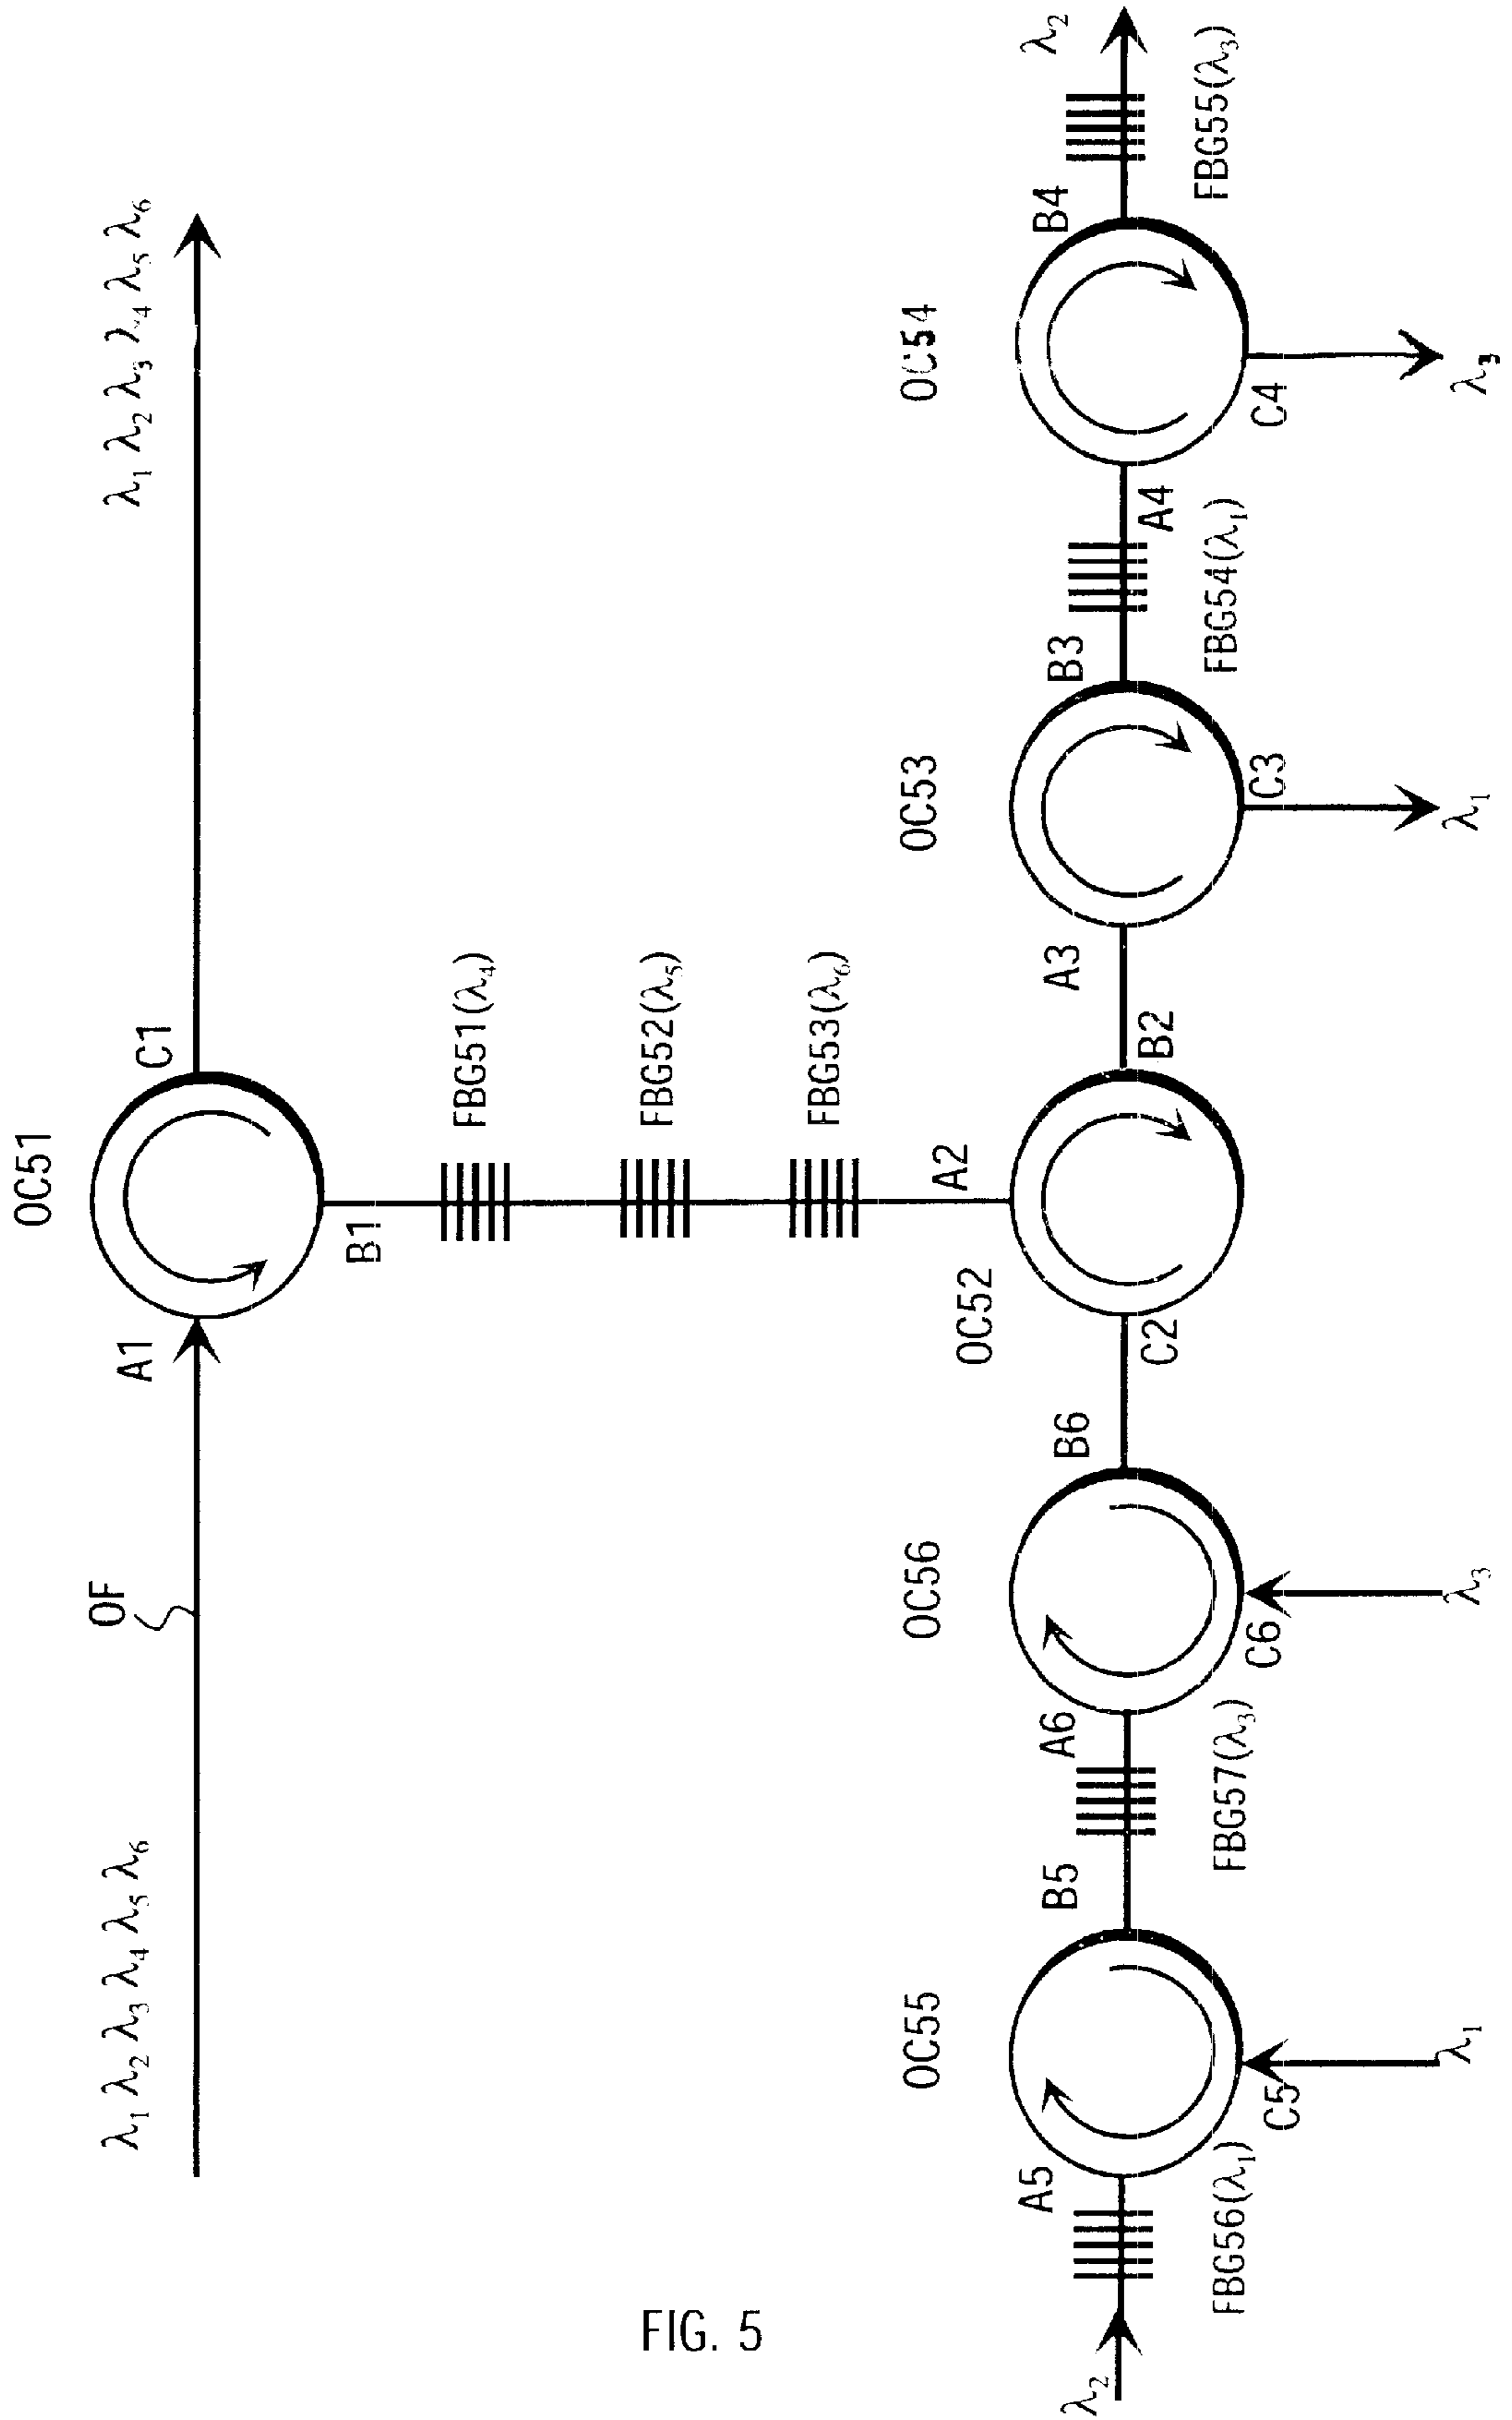 OC51
λ₁ λ₂ λ₃ λ₄ λ₅ λ₆
OF
A1
C1
λ₁ λ₂ λ₃ λ₄ λ₅ λ₆
B1
FBG51(λ₄)
FBG52(λ₅)
FBG53(λ₆)
A2
OC55
OC56
OC52
OC53
OC54
λ₂
A5
B5
A6
B6
C2
B2
A3
B3
A4
B4
λ₂
FBG56(λ₁)
C5
FBG57(λ₃)
C6
C3
FBG54(λ₁)
C4
FBG55(λ₃)
λ₁
λ₃
λ₁
λ₃
FIG. 5